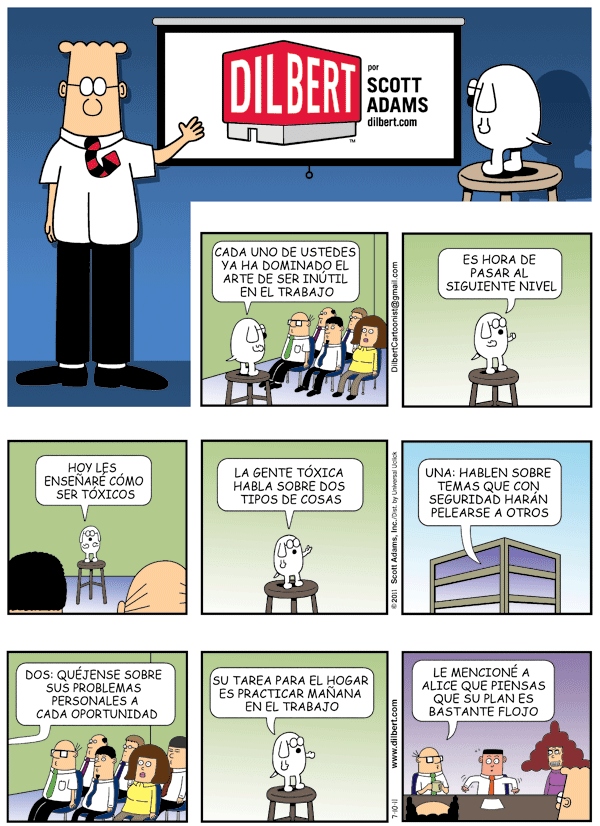 DILBERT
™
por
SCOTT
ADAMS
dilbert.com
CADA UNO DE USTEDES
YA HA DOMINADO EL
ARTE DE SER INÚTIL
EN EL TRABAJO
DilbertCartoonist@gmail.com
ES HORA DE
PASAR AL
SIGUIENTE NIVEL
HOY LES
ENSEÑARÉ CÓMO
SER TÓXICOS
LA GENTE TÓXICA
HABLA SOBRE DOS
TIPOS DE COSAS
© 2011 Scott Adams, Inc./Dist. by Universal Uclick
UNA: HABLEN SOBRE
TEMAS QUE CON
SEGURIDAD HARÁN
PELEARSE A OTROS
DOS: QUÉJENSE SOBRE
SUS PROBLEMAS
PERSONALES A
CADA OPORTUNIDAD
SU TAREA PARA EL HOGAR
ES PRACTICAR MAÑANA
EN EL TRABAJO
www.dilbert.com
7-10-11
LE MENCIONÉ A
ALICE QUE PIENSAS
QUE SU PLAN ES
BASTANTE FLOJO